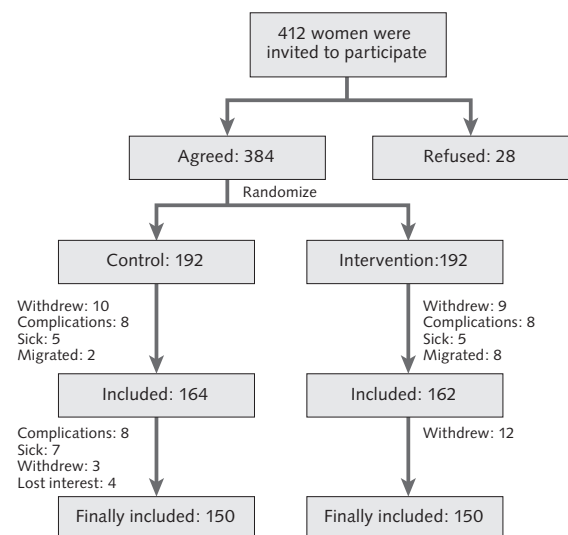 412 women were
invited to participate
Agreed: 384
Refused: 28
Randomize
Control: 192
Intervention:192
Withdrew: 10
Complications: 8
Sick: 5
Migrated: 2
Withdrew: 9
Complications: 8
Sick: 5
Migrated: 8
Included: 164
Included: 162
Complications: 8
Sick: 7
Withdrew: 3
Lost interest: 4
Withdrew: 12
Finally included: 150
Finally included: 150